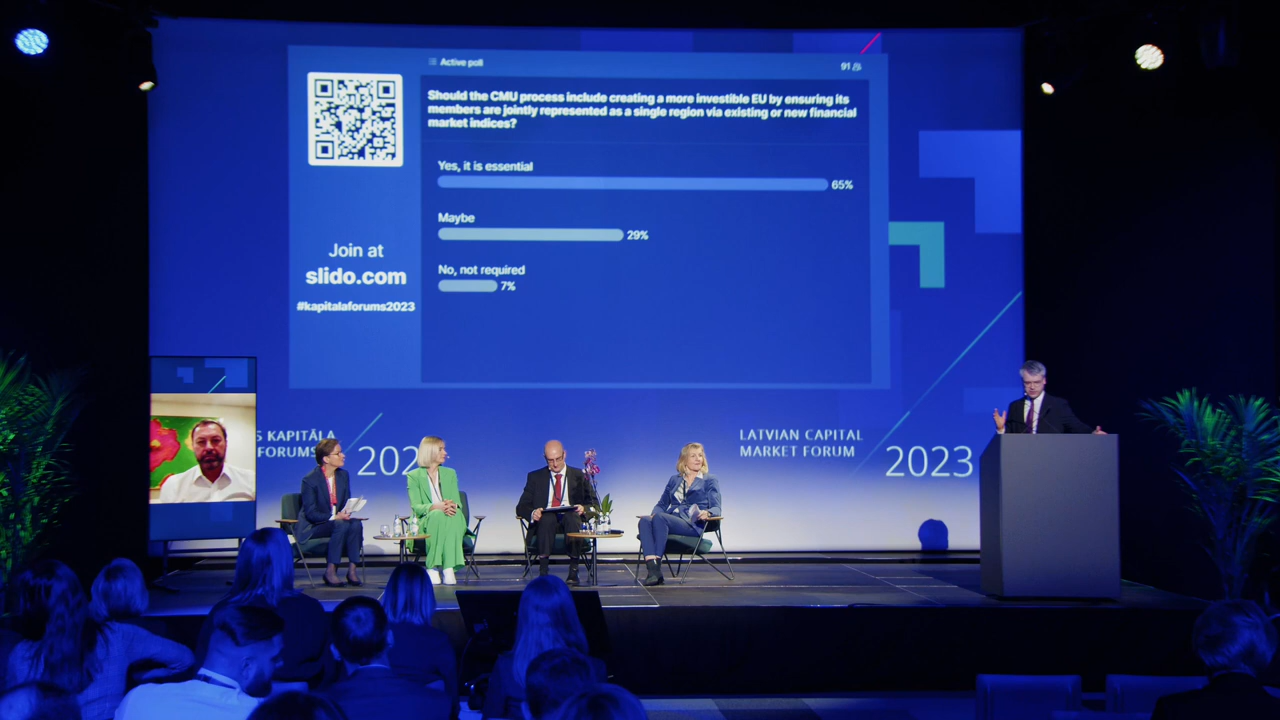 Active poll
91
Should the CMU process include creating a more investible EU by ensuring its
members are jointly represented as a single region via existing or new financial
market indices?
Yes, it is essential
65%
Maybe
29%
No, not required
7%
Join at
slido.com
#kapitalaforums2023
S KAPITĀLA
FORUMS
202
LATVIAN CAPITAL
MARKET FORUM
2023